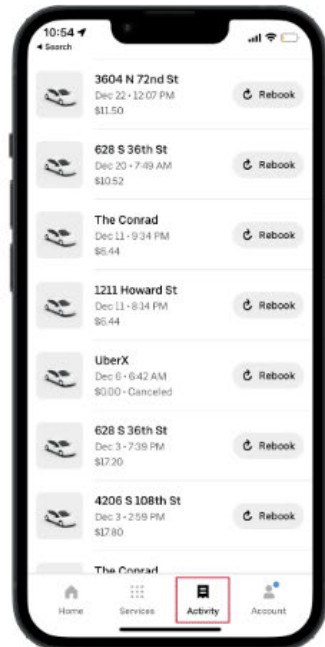 10:54
◂ Search
3604 N 72nd St
Dec 22 • 12:07 PM
$11.50
Rebook
628 S 36th St
Dec 20 • 7:49 AM
$10.52
Rebook
The Conrad
Dec 11 • 9:34 PM
$6.44
Rebook
1211 Howard St
Dec 11 • 8:14 PM
$6.44
Rebook
UberX
Dec 6 • 6:42 AM
$0.00 • Canceled
Rebook
628 S 36th St
Dec 3 • 7:39 PM
$17.20
Rebook
4206 S 108th St
Dec 3 • 2:59 PM
$17.80
Rebook
The Conrad
Home
Services
Activity
Account